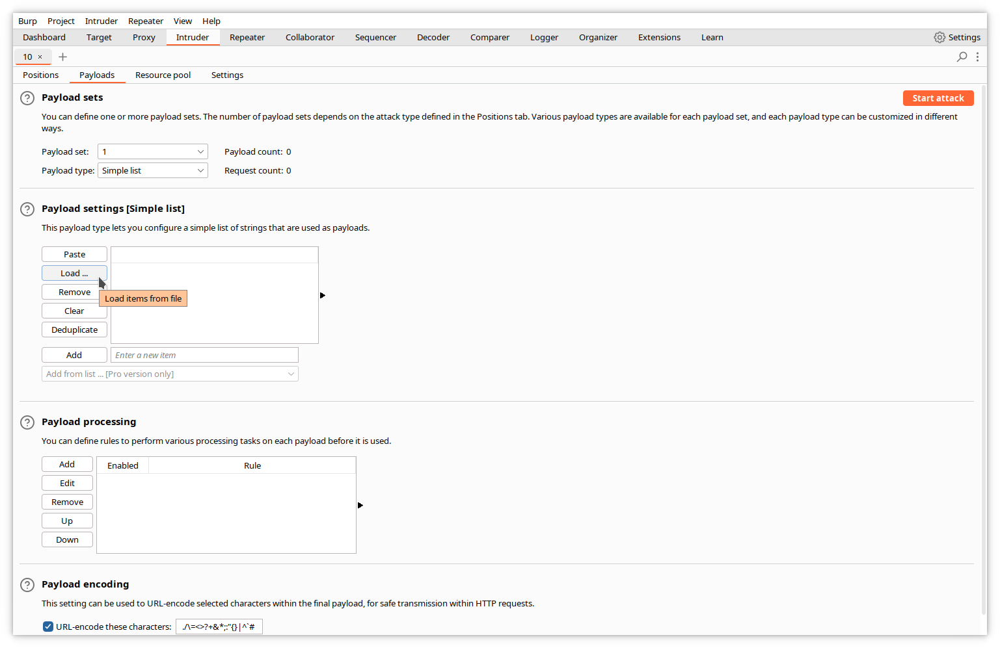 Burp Project Intruder Repeater View Help
Dashboard Target Proxy Intruder Repeater Collaborator Sequencer Decoder Comparer Logger Organizer Extensions Learn Settings
10 × +
Positions Payloads Resource pool Settings
? Payload sets Start attack
You can define one or more payload sets. The number of payload sets depends on the attack type defined in the Positions tab. Various payload types are available for each payload set, and each payload type can be customized in different
ways.
Payload set: 1 Payload count: 0
Payload type: Simple list Request count: 0
? Payload settings [Simple list]
This payload type lets you configure a simple list of strings that are used as payloads.
Paste
Load ...
Remove
Load items from file
Clear
Deduplicate
Add Enter a new item
Add from list ... [Pro version only]
? Payload processing
You can define rules to perform various processing tasks on each payload before it is used.
Add Enabled Rule
Edit
Remove
Up
Down
? Payload encoding
This setting can be used to URL-encode selected characters within the final payload, for safe transmission within HTTP requests.
URL-encode these characters: ./\=<>?+&*;:"{}|^`#